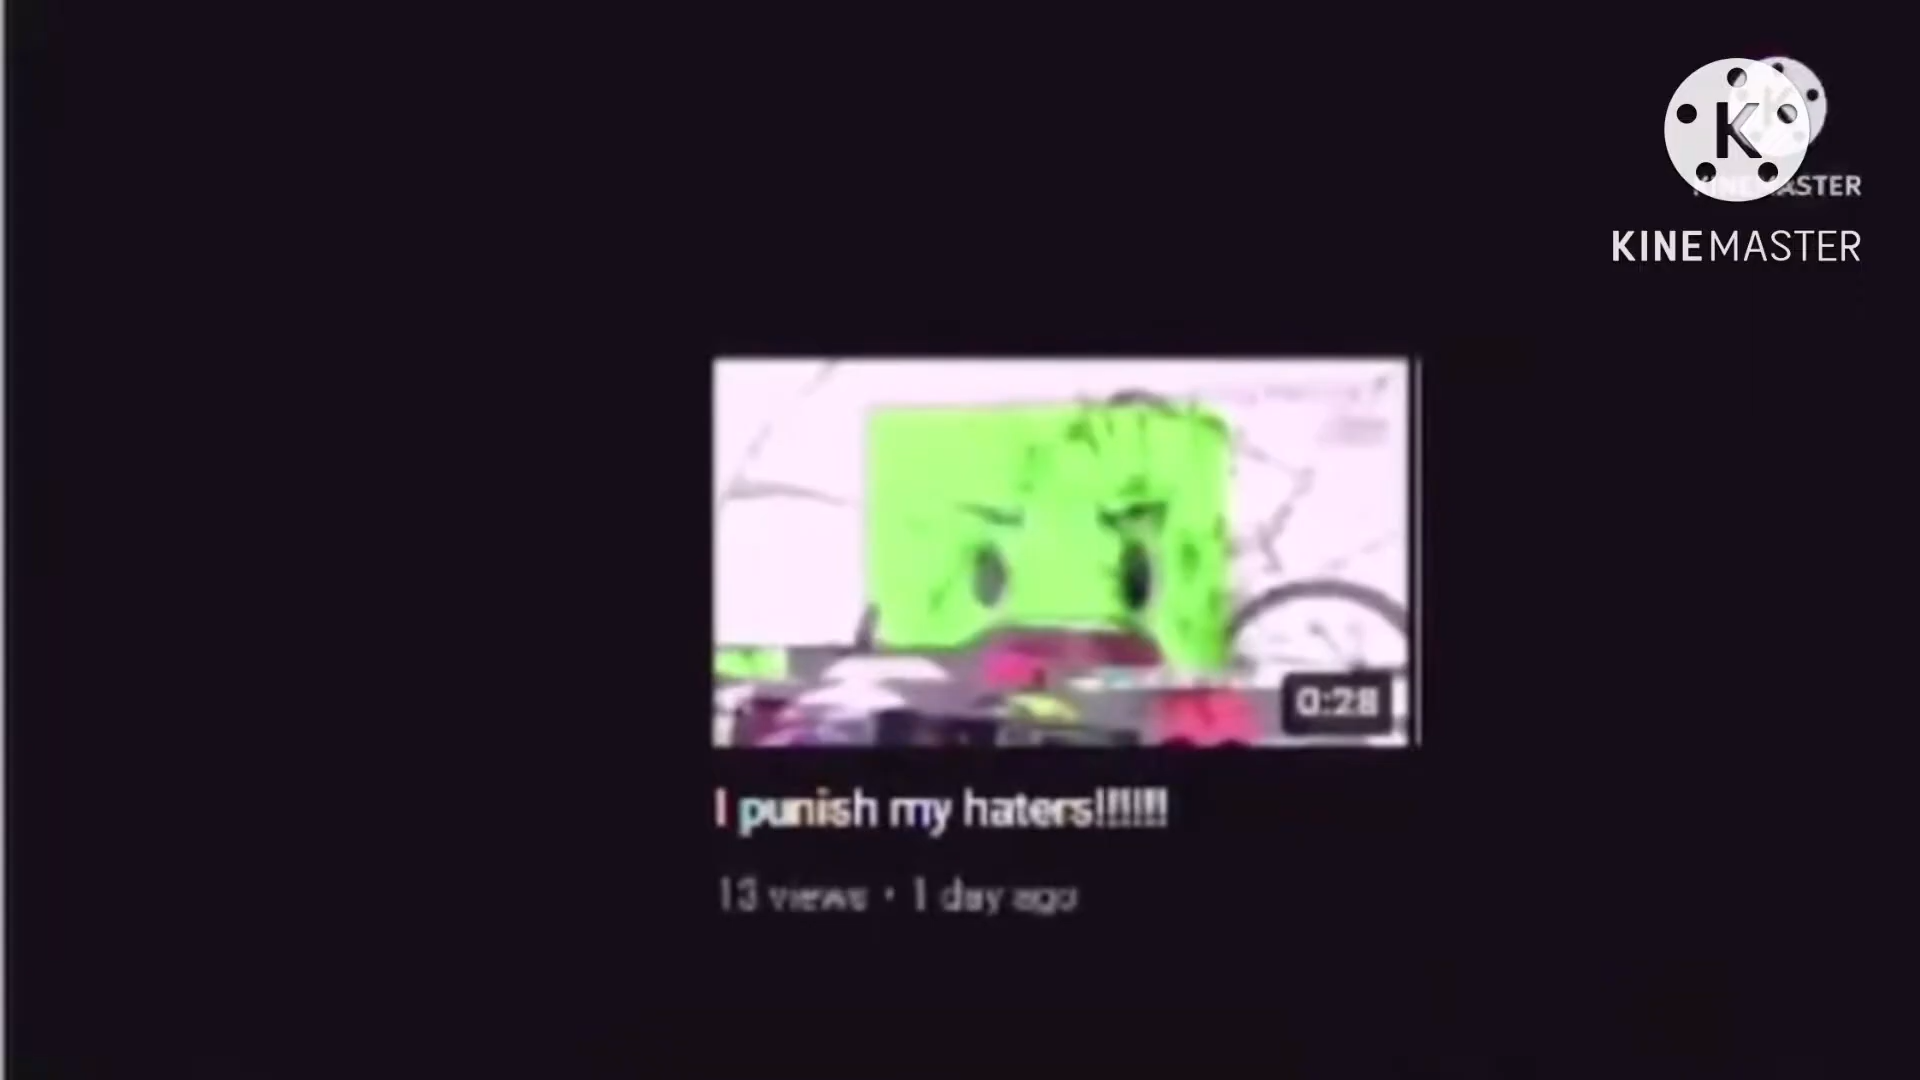 K
KINEMASTER
KINEMASTER
0:28
I punish my haters!!!!!!
13 views • 1 day ago